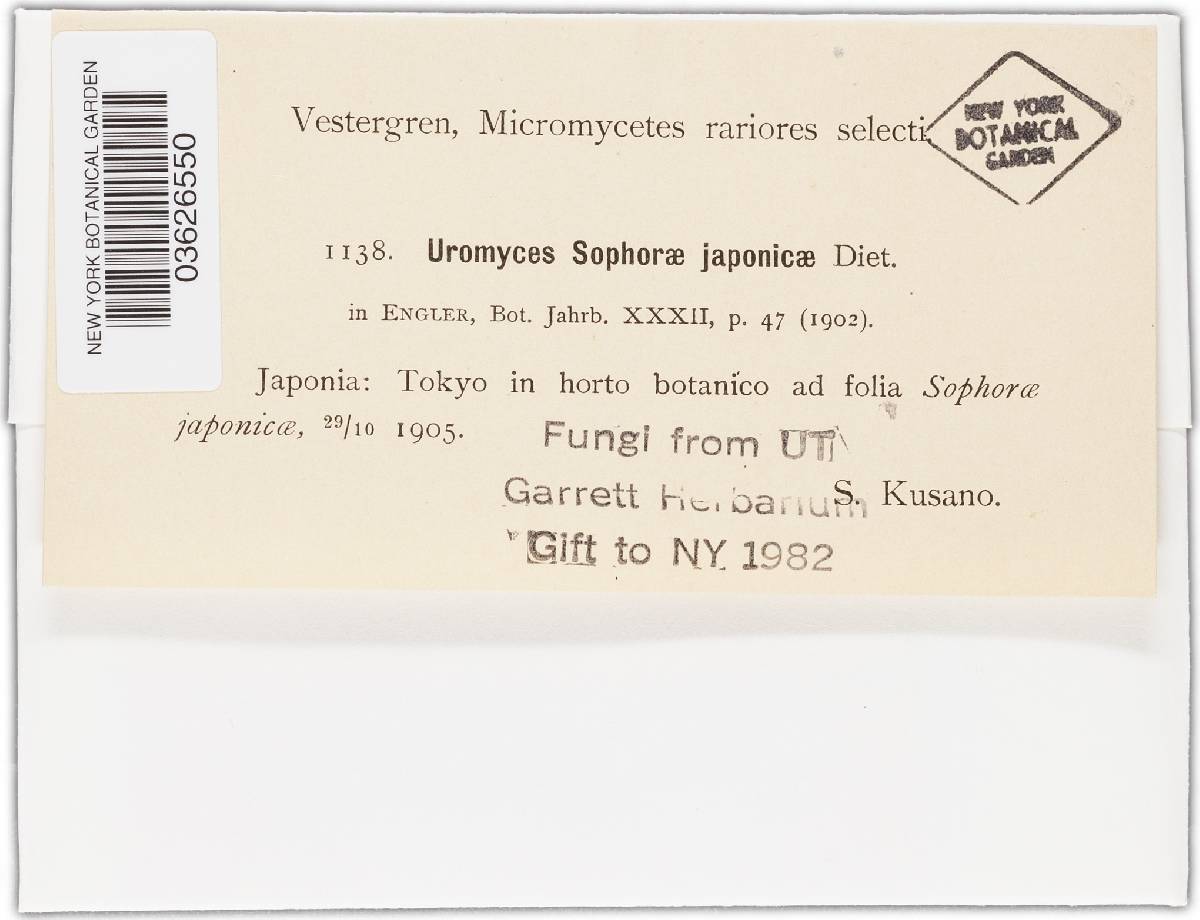 NEW YORK BOTANICAL GARDEN
03626550
Vestergren, Micromycetes rariores selecti
NEW YORK
BOTANICAL
GARDEN
1138. Uromyces Sophoræ japonicæ Diet.
in ENGLER, Bot. Jahrb. XXXII, p. 47 (1902).
Japonia: Tokyo in horto botanico ad folia Sophoræ
japonicæ, 29/10 1905.
Fungi from UT
Garrett Herbarium
S. Kusano.
Gift to NY 1982